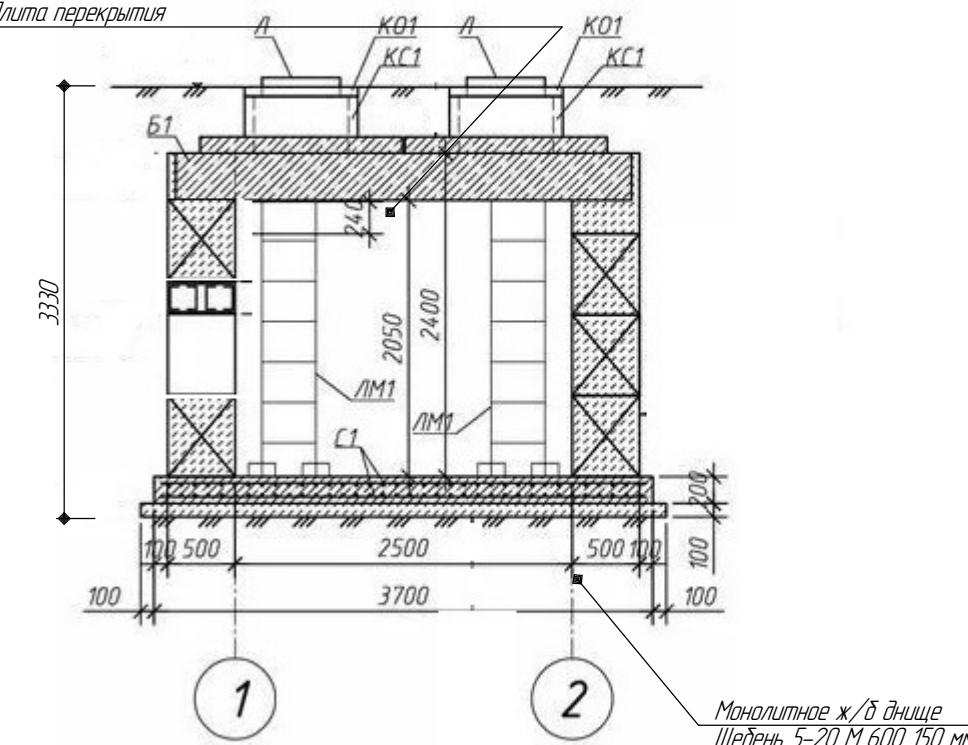 Плита перекрытия
Л
КО1
Л
КО1
КС1
КС1
Б1
240
3330
2050
2400
ЛМ1
ЛМ1
С1
200
100 500
2500
500 100
100
100
3700
100
1
2
Монолитное ж/б днище
Щебень 5-20 М 600 150 мм